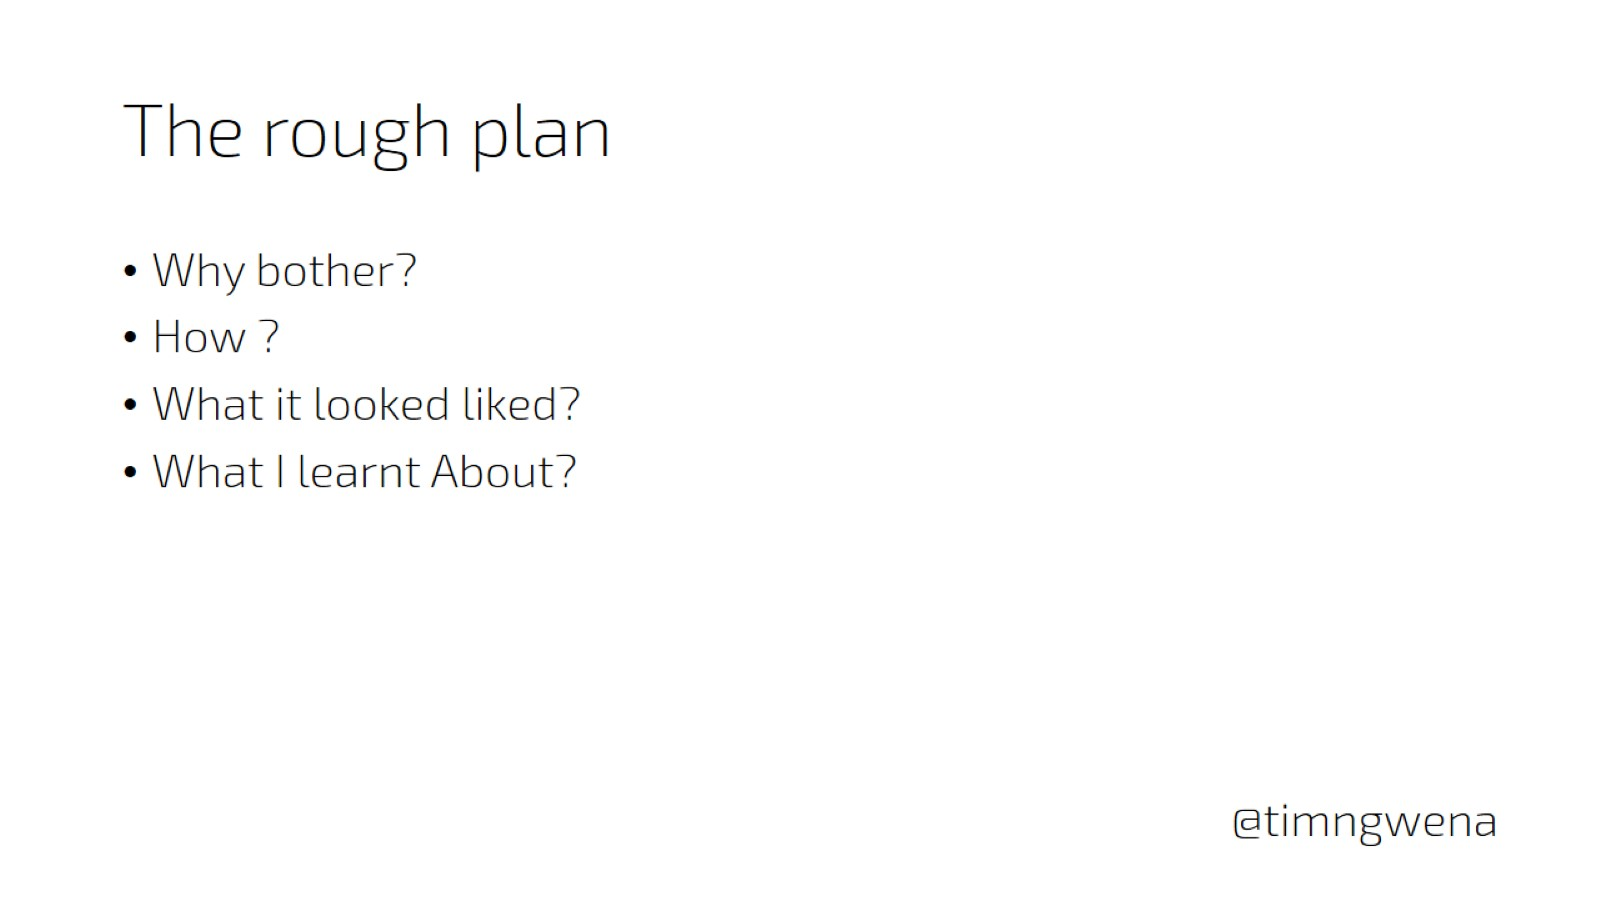 The rough plan
• Why bother?
• How ?
• What it looked liked?
• What I learnt About?
@timngwena